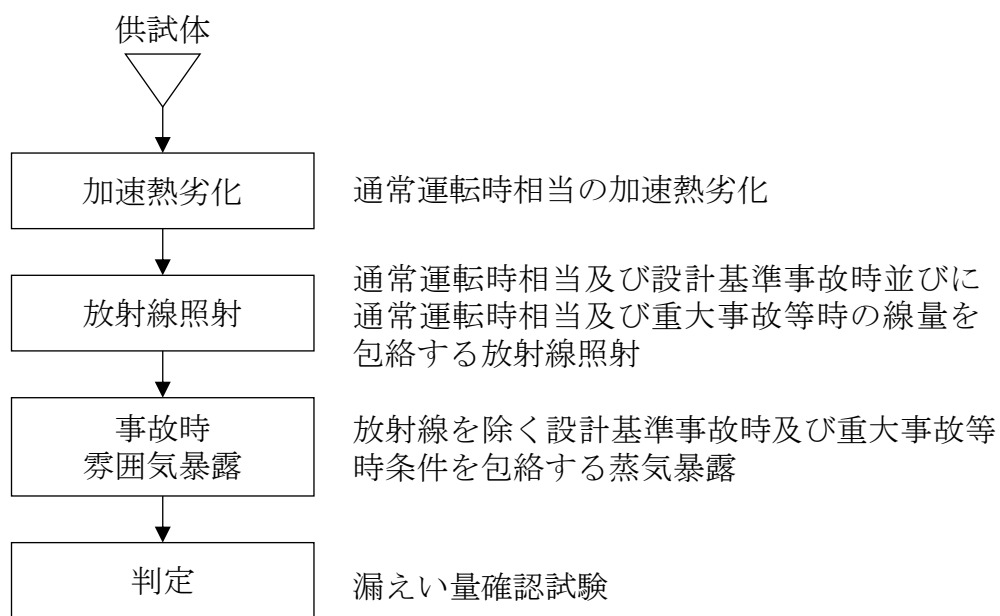 供試体
加速熱劣化
通常運転時相当の加速熱劣化
放射線照射
通常運転時相当及び設計基準事故時並びに
通常運転時相当及び重大事故等時の線量を
包絡する放射線照射
事故時
雰囲気暴露
放射線を除く設計基準事故時及び重大事故等
時条件を包絡する蒸気暴露
判定
漏えい量確認試験